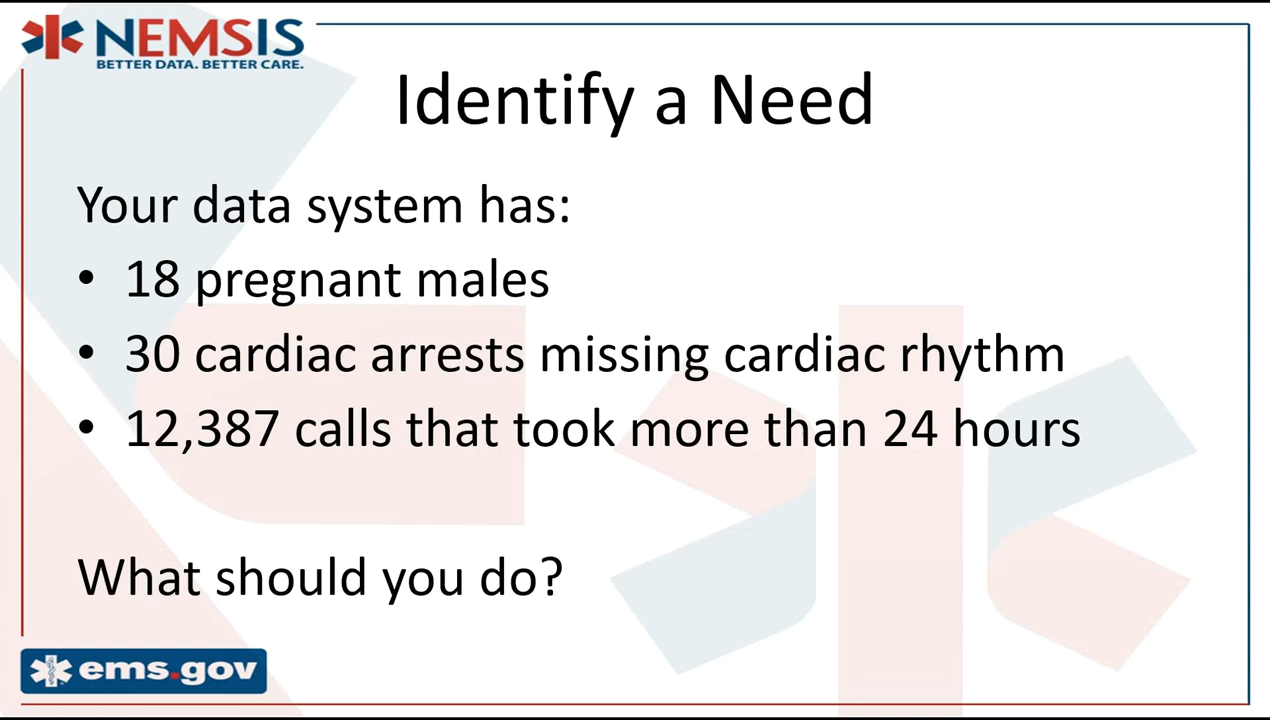 NEMSIS
BETTER DATA. BETTER CARE.
Identify a Need
Your data system has:
• 18 pregnant males
• 30 cardiac arrests missing cardiac rhythm
• 12,387 calls that took more than 24 hours
What should you do?
ems.gov